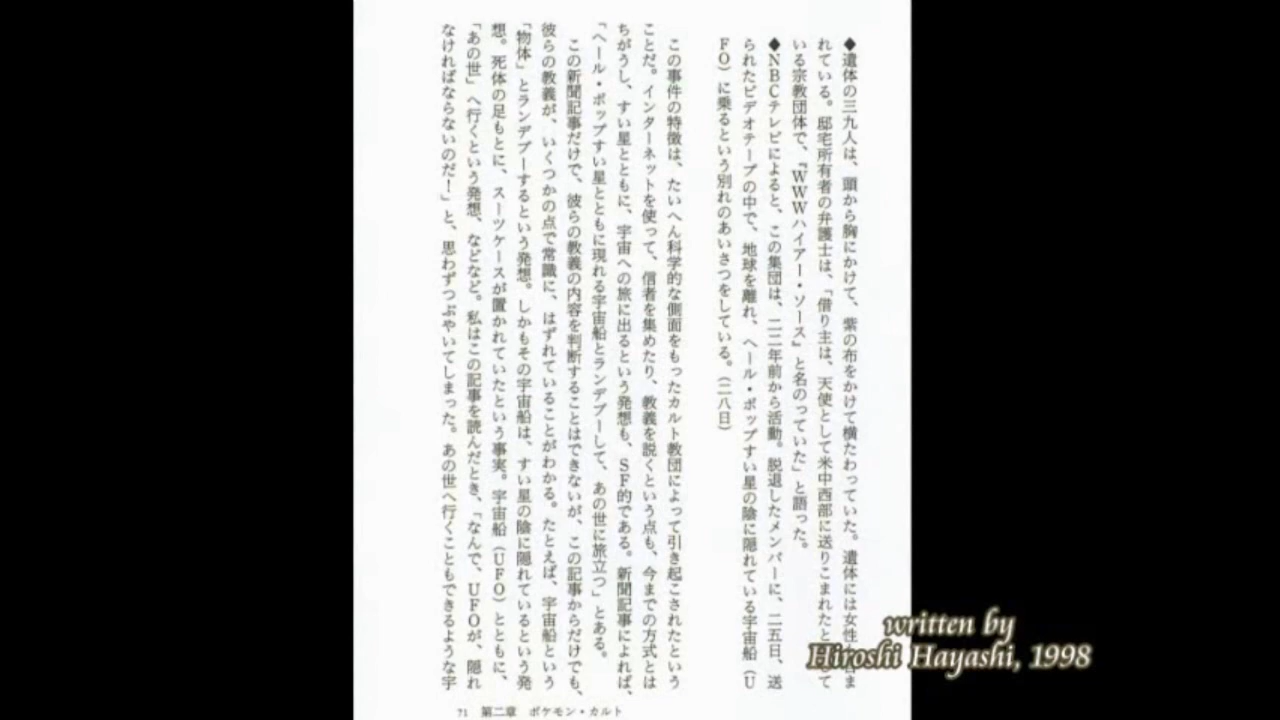 ◆遺体の三九人は、頭から胸にかけて、紫の布をかけて横たわっていた。遺体には女性 ま
れている。邸宅所有者の弁護士は、「借り主は、天使として米中西部に送りこまれたと て
いる宗教団体で、『WWWハイアー・ソース』と名のっていた」と語った。
◆NBCテレビによると、この集団は、二二年前から活動。脱退したメンバーに、二五日、送
られたビデオテープの中で、地球を離れ、ヘール・ボップすい星の陰に隠れている宇宙船（U
FO）に乗るという別れのあいさつをしている。（二八日）
この事件の特徴は、たいへん科学的な側面をもったカルト教団によって引き起こされたという
ことだ。インターネットを使って、信者を集めたり、教義を説くという点も、今までの方式とは
ちがうし、すい星とともに、宇宙への旅に出るという発想も、SF的である。新聞記事によれば、
「ヘール・ボップすい星とともに現れる宇宙船とランデブーして、あの世に旅立つ」とある。
この新聞記事だけで、彼らの教義の内容を判断することはできないが、この記事からだけでも、
彼らの教義が、いくつかの点で常識に、はずれていることがわかる。たとえば、宇宙船という
「物体」とランデブーするという発想。しかもその宇宙船は、すい星の陰に隠れているという発
想。死体の足もとに、スーツケースが置かれていたという事実。宇宙船（UFO）とともに、
「あの世」へ行くという発想、などなど。私はこの記事を読んだとき、「なんで、UFOが、隠れ
なければならないのだ！」と、思わずつぶやいてしまった。あの世へ行くこともできるような宇
71 第二章 ポケモン・カルト
written by
Hiroshi Hayashi, 1998